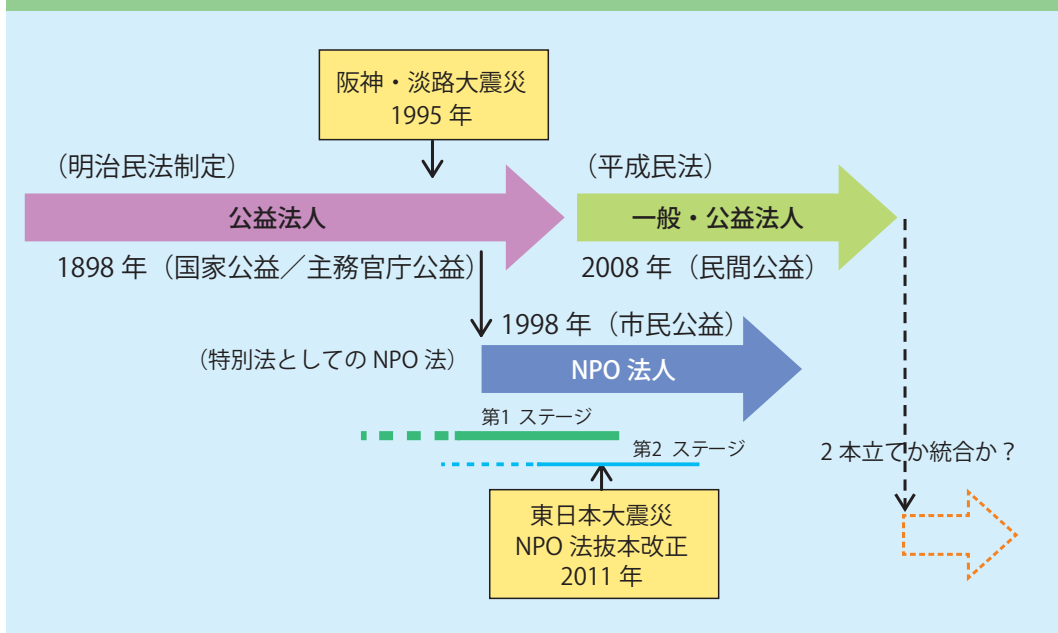 阪神・淡路大震災
1995 年
（明治民法制定）
（平成民法）
公益法人
一般・公益法人
1898 年（国家公益／主務官庁公益）
2008 年（民間公益）
1998 年（市民公益）
（特別法としての NPO 法）
NPO 法人
第1 ステージ
第2 ステージ
2 本立てか統合か？
東日本大震災
NPO 法抜本改正
2011 年